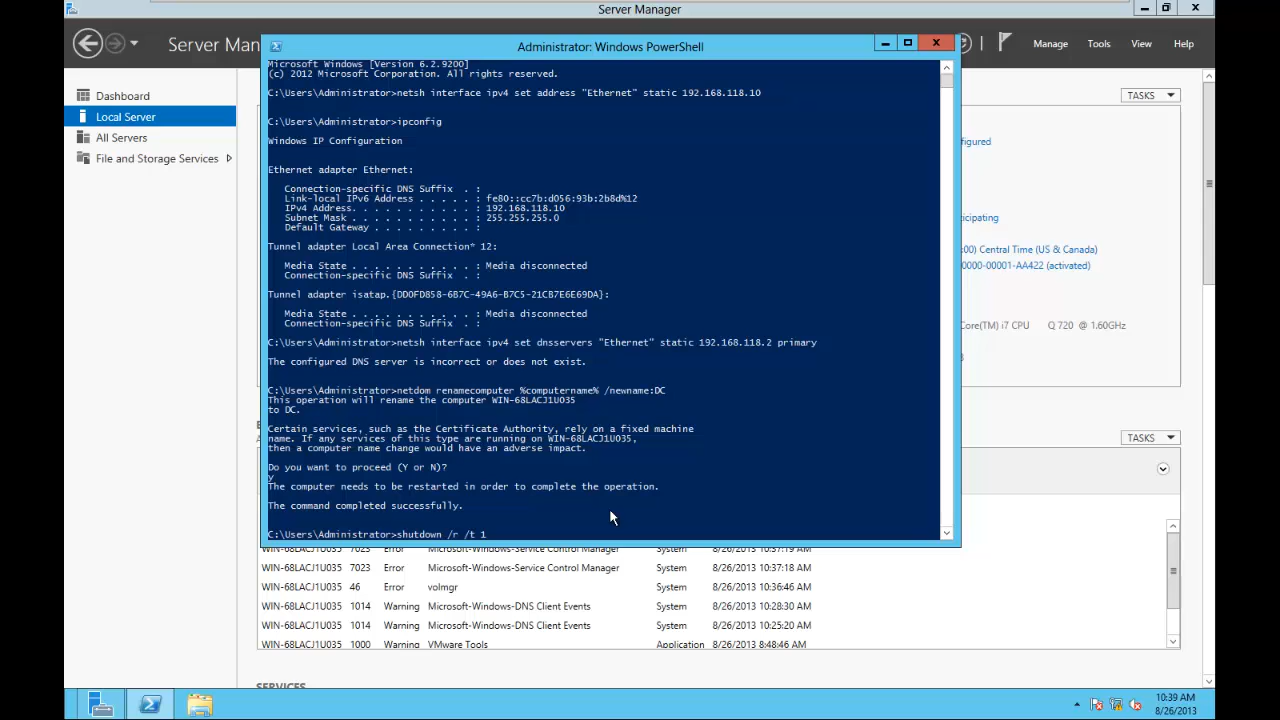 Server Manager
Server Man
Manage Tools View Help
Administrator: Windows PowerShell
Dashboard
Local Server
All Servers
File and Storage Services
Microsoft Windows [Version 6.2.9200]
(c) 2012 Microsoft Corporation. All rights reserved.
C:\Users\Administrator>netsh interface ipv4 set address "Ethernet" static 192.168.118.10
C:\Users\Administrator>ipconfig
Windows IP Configuration
Ethernet adapter Ethernet:
Connection-specific DNS Suffix . :
Link-local IPv6 Address . . . . . : fe80::cc7b:d056:93b:2b8d%12
IPv4 Address. . . . . . . . . . . : 192.168.118.10
Subnet Mask . . . . . . . . . . . : 255.255.255.0
Default Gateway . . . . . . . . . :
Tunnel adapter Local Area Connection* 12:
Media State . . . . . . . . . . . : Media disconnected
Connection-specific DNS Suffix . :
Tunnel adapter isatap.{DD0FD858-6B7C-49A6-B7C5-21CB7E6E69DA}:
Media State . . . . . . . . . . . : Media disconnected
Connection-specific DNS Suffix . :
C:\Users\Administrator>netsh interface ipv4 set dnsservers "Ethernet" static 192.168.118.2 primary
The configured DNS server is incorrect or does not exist.
C:\Users\Administrator>netdom renamecomputer %computername% /newname:DC
This operation will rename the computer WIN-68LACJ1U035
to DC.
Certain services, such as the Certificate Authority, rely on a fixed machine
name. If any services of this type are running on WIN-68LACJ1U035,
then a computer name change would have an adverse impact.
Do you want to proceed (Y or N)?
y
The computer needs to be restarted in order to complete the operation.
The command completed successfully.
C:\Users\Administrator>shutdown /r /t 1
TASKS
igured
icipating
:00) Central Time (US & Canada)
0000-00001-AA422 (activated)
Core(TM) i7 CPU Q 720 @ 1.60GHz
TASKS
WIN-68LACJ1U035 7023 Error Microsoft-Windows-Service Control Manager System 8/26/2013 10:37:19 AM
WIN-68LACJ1U035 7023 Error Microsoft-Windows-Service Control Manager System 8/26/2013 10:37:18 AM
WIN-68LACJ1U035 46 Error volmgr System 8/26/2013 10:36:46 AM
WIN-68LACJ1U035 1014 Warning Microsoft-Windows-DNS Client Events System 8/26/2013 10:28:30 AM
WIN-68LACJ1U035 1014 Warning Microsoft-Windows-DNS Client Events System 8/26/2013 10:25:20 AM
WIN-68LACJ1U035 1000 Warning VMware Tools Application 8/26/2013 8:48:46 AM
SERVICES
10:39 AM
8/26/2013